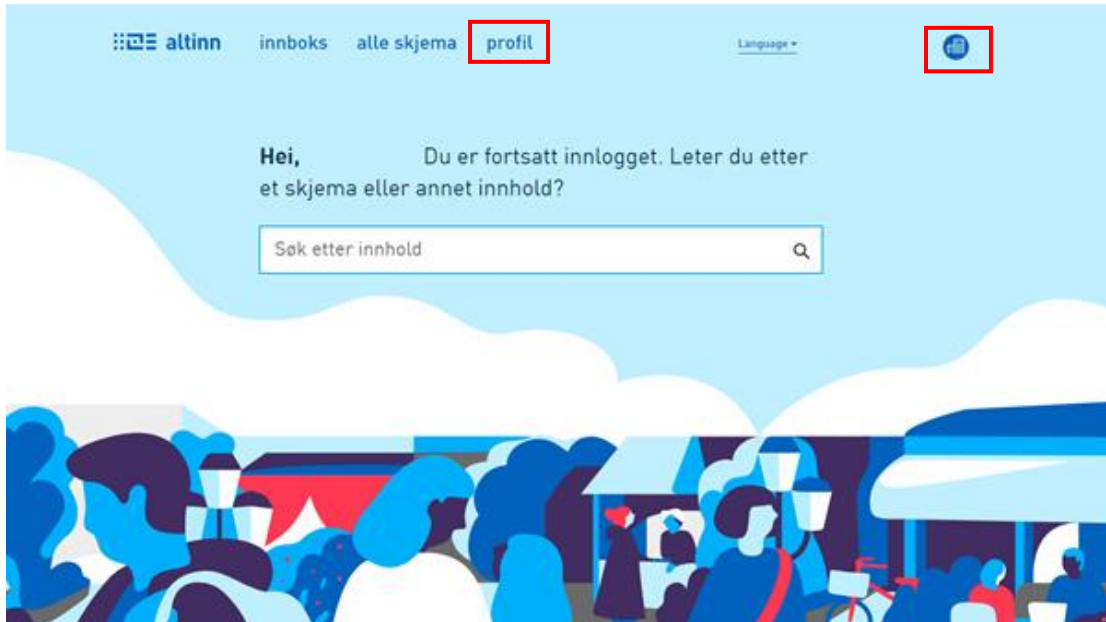 altinn innboks alle skjema profil Language
Hei, Du er fortsatt innlogget. Leter du etter
et skjema eller annet innhold?
Søk etter innhold